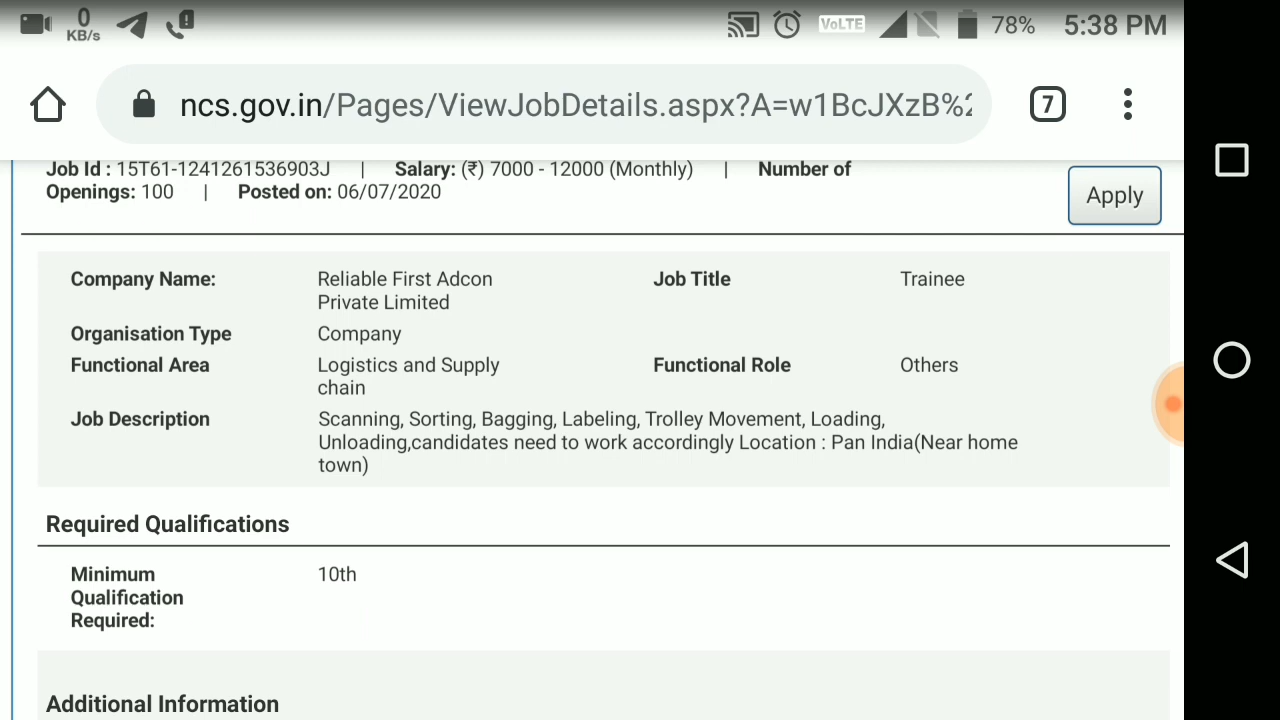 0
KB/s
VoLTE
78%
5:38 PM
ncs.gov.in/Pages/ViewJobDetails.aspx?A=w1BcJXzB%2
7
Job Id : 15T61-1241261536903J | Salary: (₹) 7000 - 12000 (Monthly) | Number of
Openings: 100 | Posted on: 06/07/2020
Apply
Company Name: Reliable First Adcon Job Title Trainee
Private Limited
Organisation Type Company
Functional Area Logistics and Supply Functional Role Others
chain
Job Description Scanning, Sorting, Bagging, Labeling, Trolley Movement, Loading,
Unloading,candidates need to work accordingly Location : Pan India(Near home
town)
Required Qualifications
Minimum 10th
Qualification
Required:
Additional Information